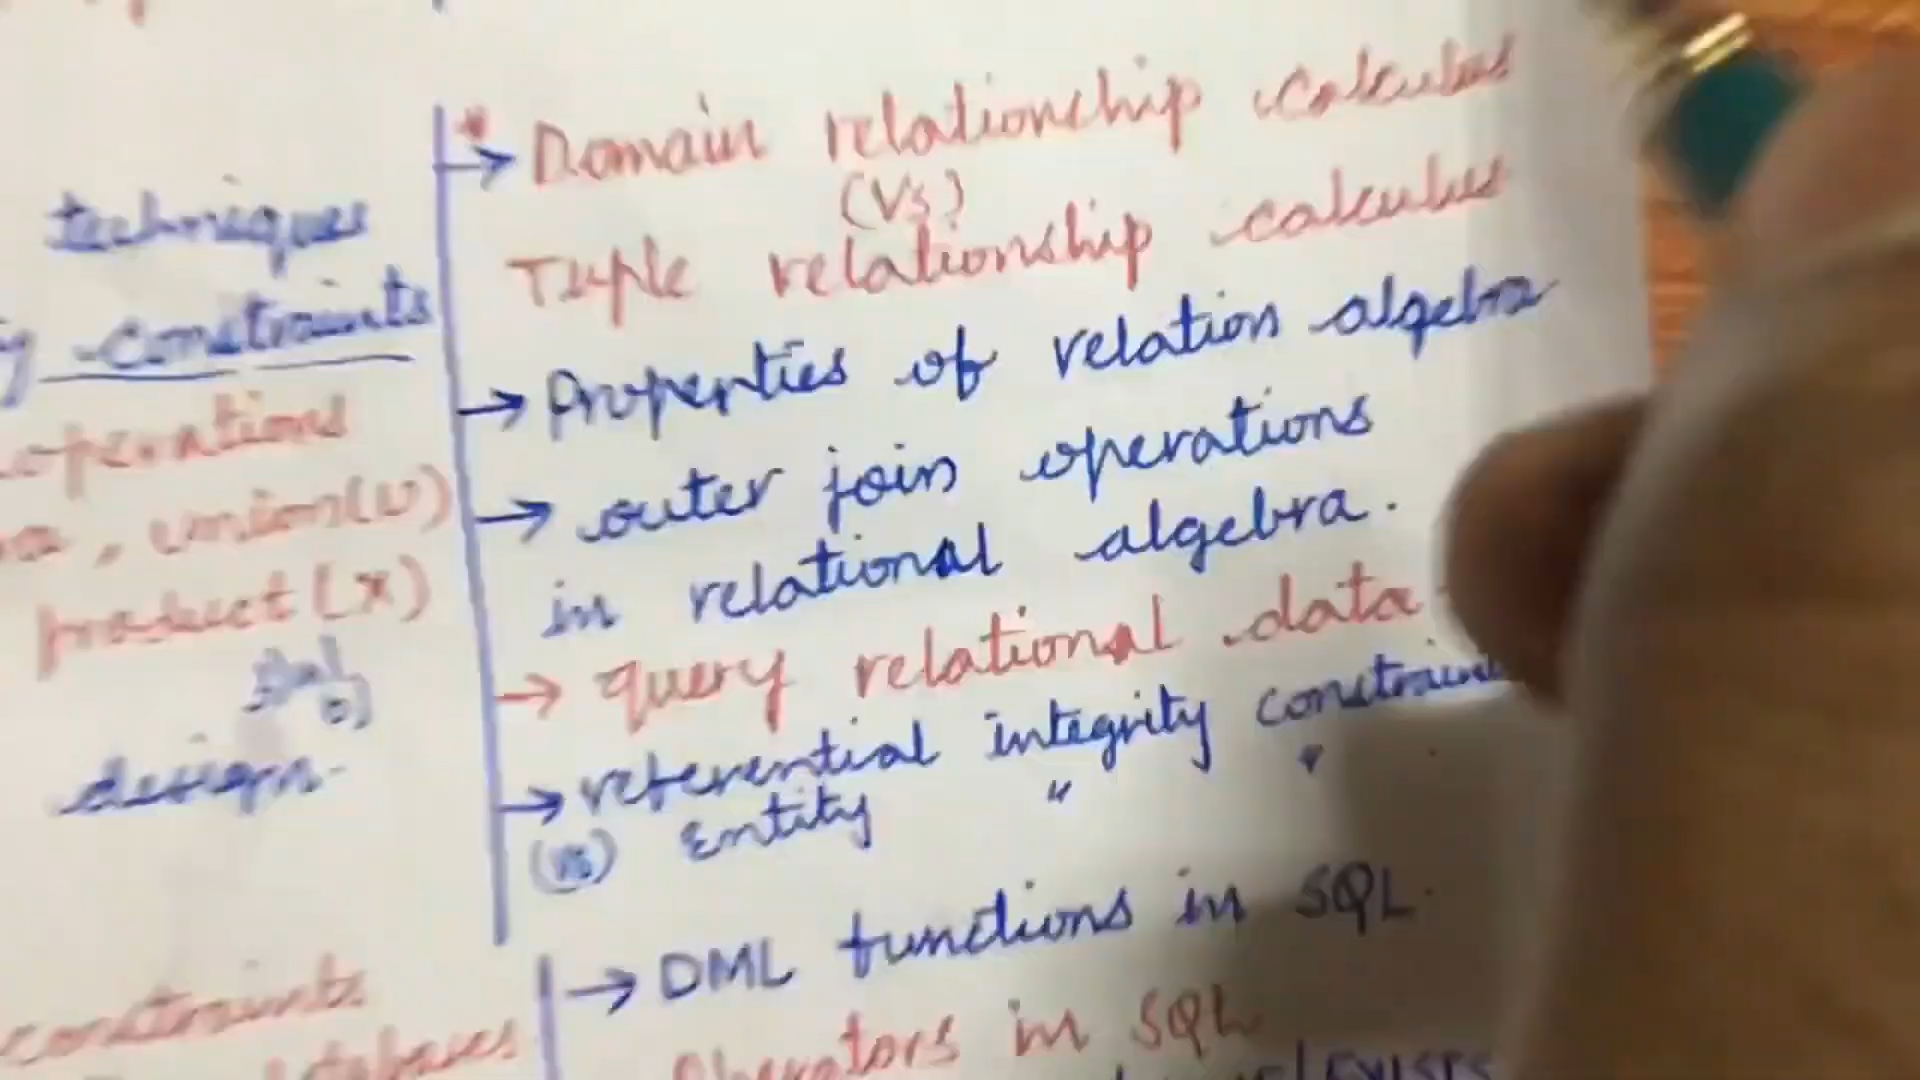 techniques
constraints
operations
, union(U)
product(x)
design.
constraints
→ Domain relationship calculus
(Vs)
Tuple relationship calculus
→ Properties of relation algebra
→ outer join operations
in relational algebra.
→ query relational data
→ referential integrity constraint
(Vs) Entity " "
→ DML functions in SQL.
Operators in SQL
EXISTS